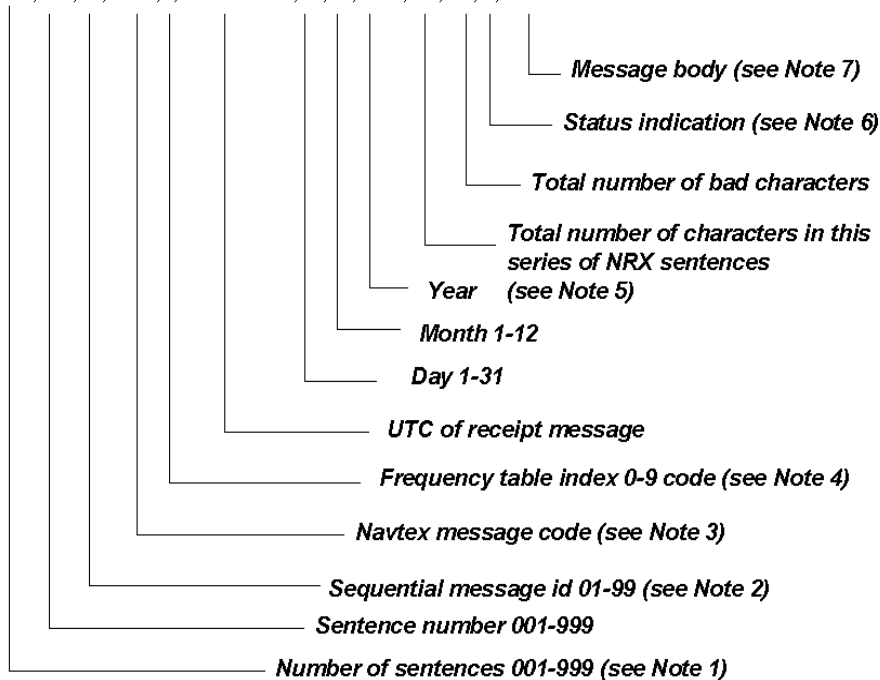 Message body (see Note 7)
Status indication (see Note 6)
Total number of bad characters
Total number of characters in this
series of NRX sentences
Year (see Note 5)
Month 1-12
Day 1-31
UTC of receipt message
Frequency table index 0-9 code (see Note 4)
Navtex message code (see Note 3)
Sequential message id 01-99 (see Note 2)
Sentence number 001-999
Number of sentences 001-999 (see Note 1)